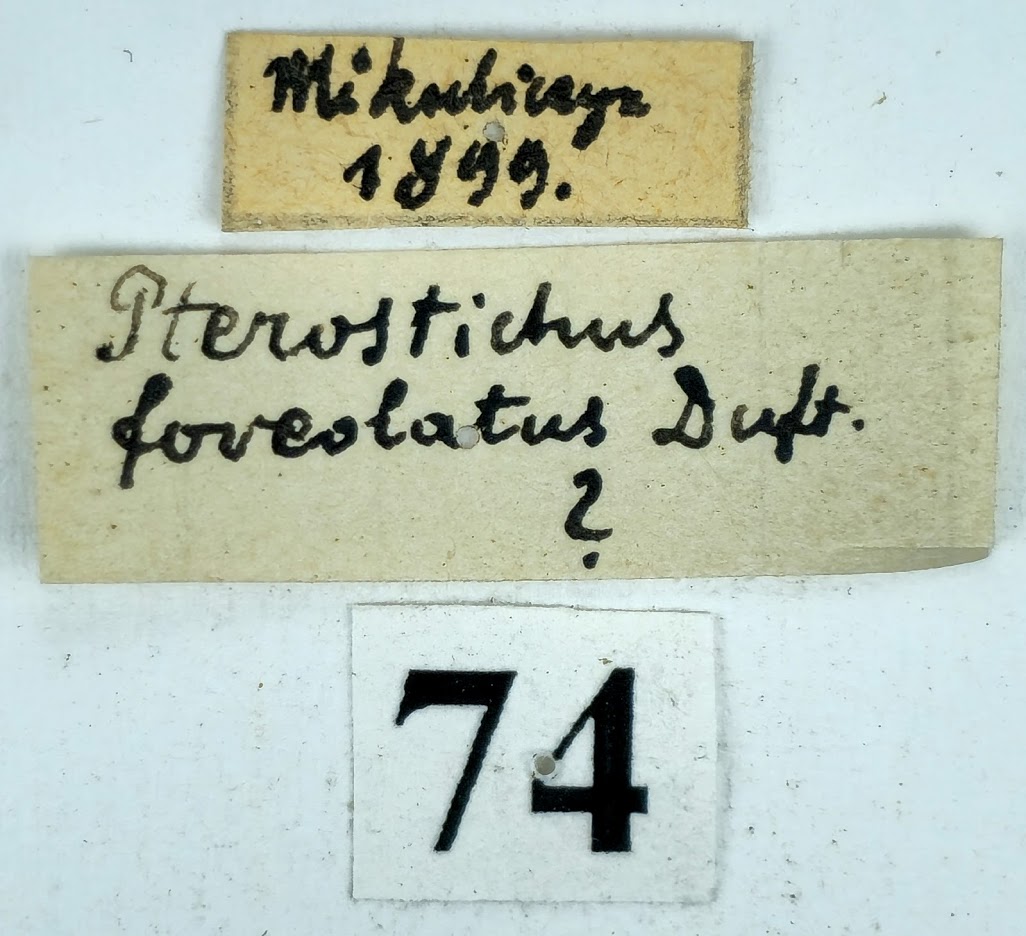 Mikuliczyn
1899.
Pterostichus
foveolatus Duft.
?
74